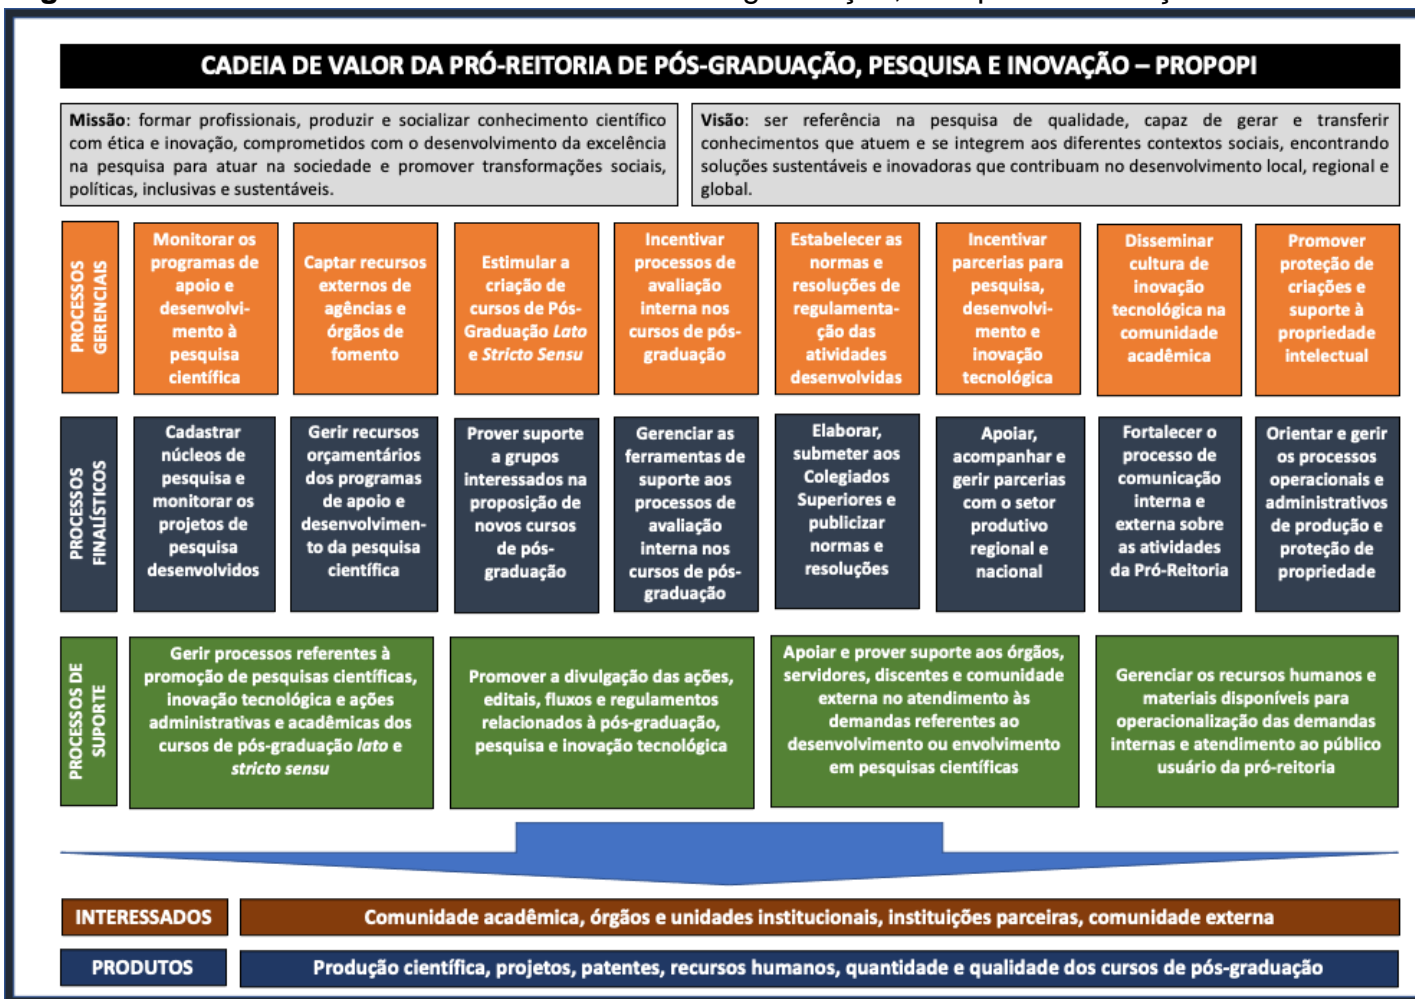 CADEIA DE VALOR DA PRÓ-REITORIA DE PÓS-GRADUAÇÃO, PESQUISA E INOVAÇÃO – PROPOPI
Missão: formar profissionais, produzir e socializar conhecimento científico
com ética e inovação, comprometidos com o desenvolvimento da excelência
na pesquisa para atuar na sociedade e promover transformações sociais,
políticas, inclusivas e sustentáveis.
Visão: ser referência na pesquisa de qualidade, capaz de gerar e transferir
conhecimentos que atuem e se integrem aos diferentes contextos sociais, encontrando
soluções sustentáveis e inovadoras que contribuam no desenvolvimento local, regional e
global.
PROCESSOS
GERENCIAIS
Monitorar os
programas de
apoio e
desenvolvi-
mento à
pesquisa
científica
Captar recursos
externos de
agências e
órgãos de
fomento
Estimular a
criação de
cursos de Pós-
Graduação Lato
e Stricto Sensu
Incentivar
processos de
avaliação
interna nos
cursos de pós-
graduação
Estabelecer as
normas e
resoluções de
regulamenta-
ção das
atividades
desenvolvidas
Incentivar
parcerias para
pesquisa,
desenvolvi-
mento e
inovação
tecnológica
Disseminar
cultura de
inovação
tecnológica na
comunidade
acadêmica
Promover
proteção de
criações e
suporte à
propriedade
intelectual
PROCESSOS
FINALÍSTICOS
Cadastrar
núcleos de
pesquisa e
monitorar os
projetos de
pesquisa
desenvolvidos
Gerir recursos
orçamentários
dos programas
de apoio e
desenvolvimen-
to da pesquisa
científica
Prover suporte
a grupos
interessados na
proposição de
novos cursos
de pós-
graduação
Gerenciar as
ferramentas de
suporte aos
processos de
avaliação
interna nos
cursos de pós-
graduação
Elaborar,
submeter aos
Colegiados
Superiores e
publicizar
normas e
resoluções
Apoiar,
acompanhar e
gerir parcerias
com o setor
produtivo
regional e
nacional
Fortalecer o
processo de
comunicação
interna e
externa sobre
as atividades
da Pró-Reitoria
Orientar e gerir
os processos
operacionais e
administrativos
de produção e
proteção de
propriedade
PROCESSOS DE
SUPORTE
Gerir processos referentes à
promoção de pesquisas científicas,
inovação tecnológica e ações
administrativas e acadêmicas dos
cursos de pós-graduação lato e
stricto sensu
Promover a divulgação das ações,
editais, fluxos e regulamentos
relacionados à pós-graduação,
pesquisa e inovação tecnológica
Apoiar e prover suporte aos órgãos,
servidores, discentes e comunidade
externa no atendimento às
demandas referentes ao
desenvolvimento ou envolvimento
em pesquisas científicas
Gerenciar os recursos humanos e
materiais disponíveis para
operacionalização das demandas
internas e atendimento ao público
usuário da pró-reitoria
INTERESSADOS
Comunidade acadêmica, órgãos e unidades institucionais, instituições parceiras, comunidade externa
PRODUTOS
Produção científica, projetos, patentes, recursos humanos, quantidade e qualidade dos cursos de pós-graduação